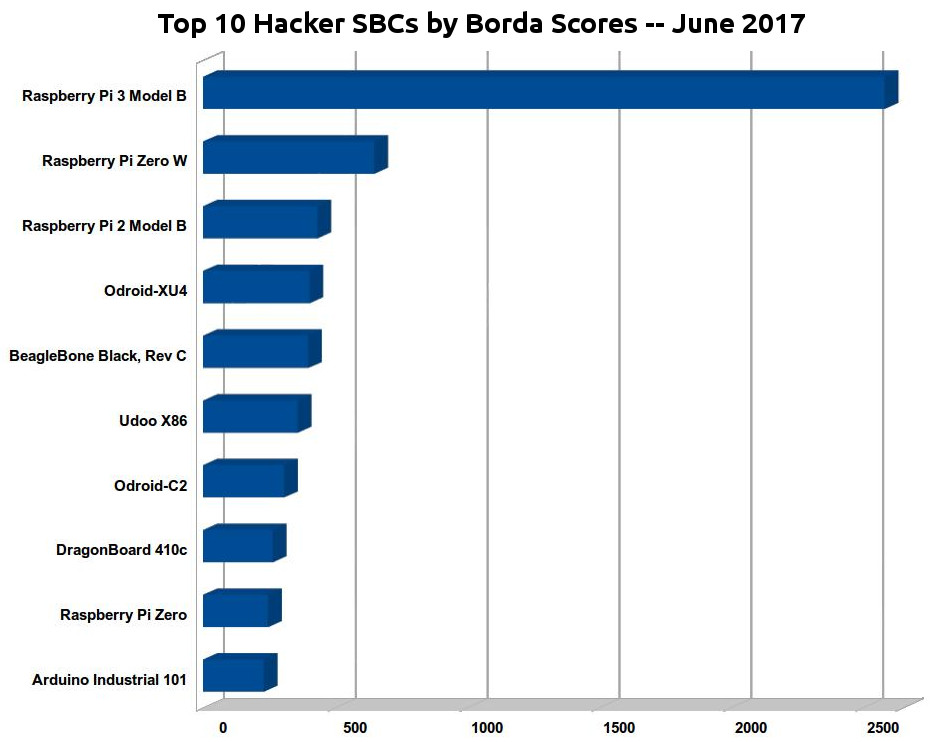 Top 10 Hacker SBCs by Borda Scores -- June 2017
Raspberry Pi 3 Model B
Raspberry Pi Zero W
Raspberry Pi 2 Model B
Odroid-XU4
BeagleBone Black, Rev C
Udoo X86
Odroid-C2
DragonBoard 410c
Raspberry Pi Zero
Arduino Industrial 101
0 500 1000 1500 2000 2500